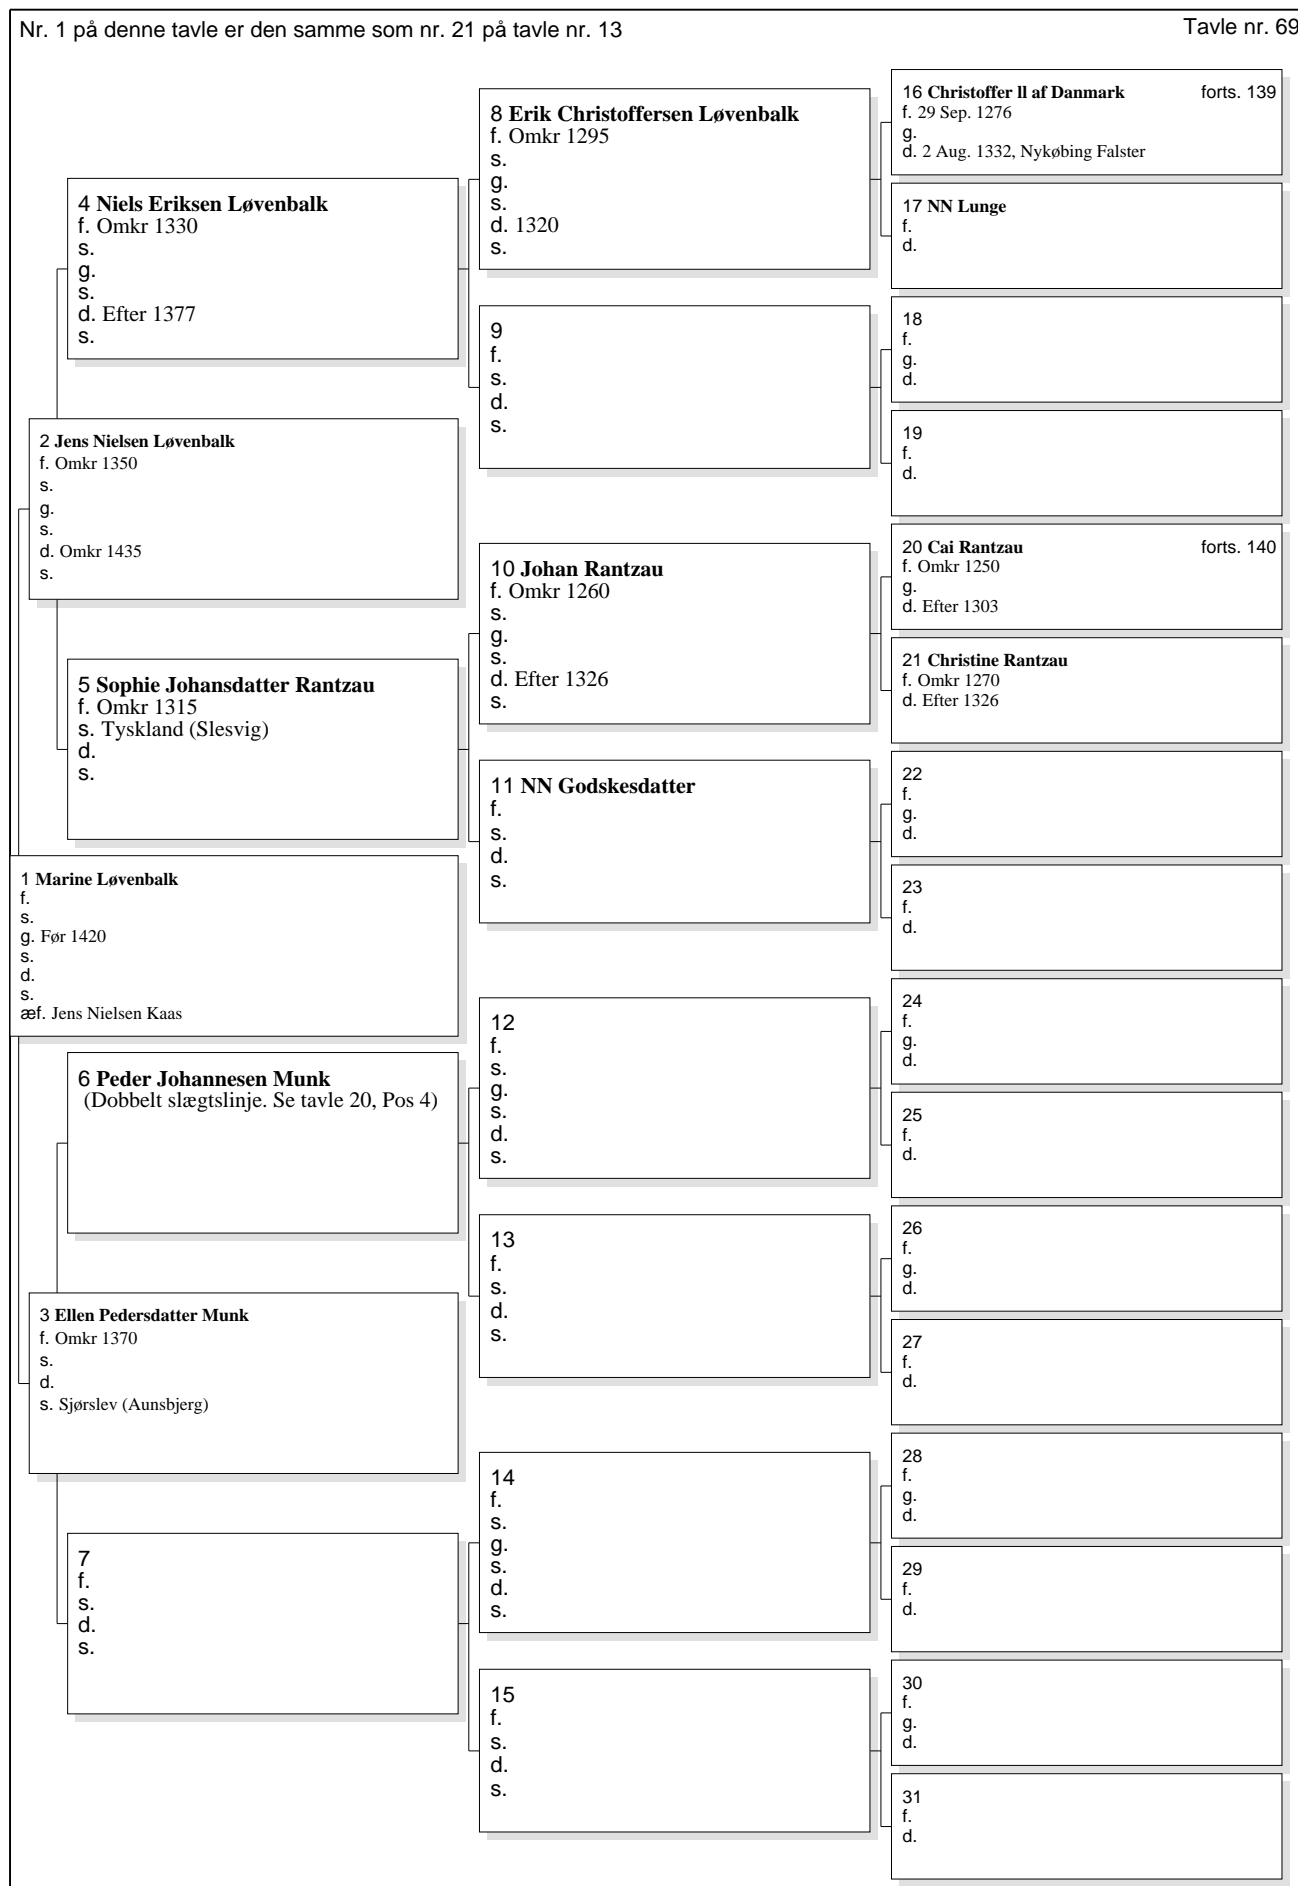 Nr. 1 på denne tavle er den samme som nr. 21 på tavle nr. 13
Tavle nr. 69
16 Christoffer ll af Danmark forts. 139
f. 29 Sep. 1276
g.
d. 2 Aug. 1332, Nykøbing Falster
8 Erik Christoffersen Løvenbalk
f. Omkr 1295
s.
g.
s.
d. 1320
s.
17 NN Lunge
f.
d.
4 Niels Eriksen Løvenbalk
f. Omkr 1330
s.
g.
s.
d. Efter 1377
s.
18
f.
g.
d.
9
f.
s.
d.
s.
19
f.
d.
2 Jens Nielsen Løvenbalk
f. Omkr 1350
s.
g.
s.
d. Omkr 1435
s.
20 Cai Rantzau forts. 140
f. Omkr 1250
g.
d. Efter 1303
10 Johan Rantzau
f. Omkr 1260
s.
g.
s.
d. Efter 1326
s.
21 Christine Rantzau
f. Omkr 1270
d. Efter 1326
5 Sophie Johansdatter Rantzau
f. Omkr 1315
s. Tyskland (Slesvig)
d.
s.
22
f.
g.
d.
11 NN Godskesdatter
f.
s.
d.
s.
23
f.
d.
1 Marine Løvenbalk
f.
s.
g. Før 1420
s.
d.
s.
æf. Jens Nielsen Kaas
24
f.
g.
d.
12
f.
s.
g.
s.
d.
s.
25
f.
d.
6 Peder Johannesen Munk
(Dobbelt slægtslinje. Se tavle 20, Pos 4)
26
f.
g.
d.
13
f.
s.
d.
s.
27
f.
d.
3 Ellen Pedersdatter Munk
f. Omkr 1370
s.
d.
s. Sjørslev (Aunsbjerg)
28
f.
g.
d.
14
f.
s.
g.
s.
d.
s.
29
f.
d.
7
f.
s.
d.
s.
30
f.
g.
d.
15
f.
s.
d.
s.
31
f.
d.